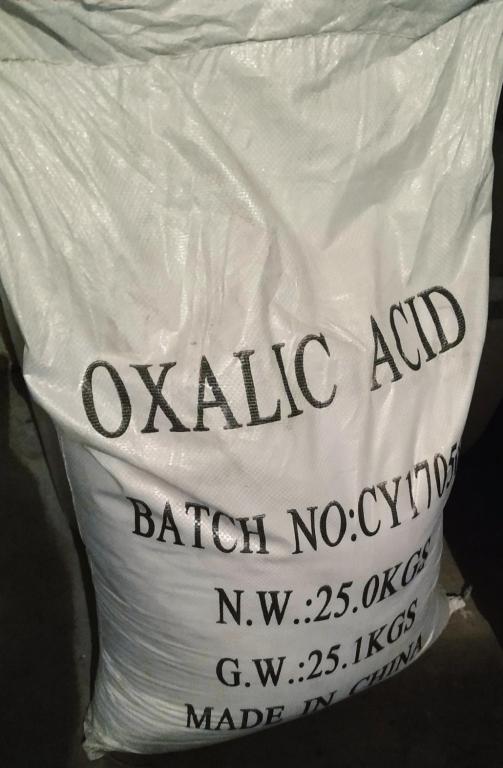 OXALIC ACID
BATCH NO:CY1705
N.W.:25.0KGS
G.W.:25.1KGS
MADE IN CHINA